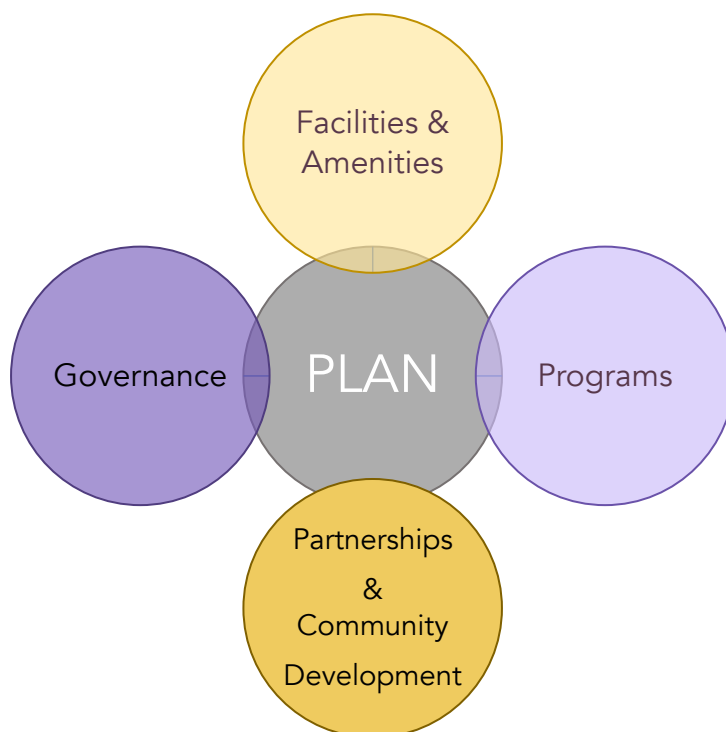 Facilities &
Amenities
Governance
PLAN
Programs
Partnerships
&
Community
Development